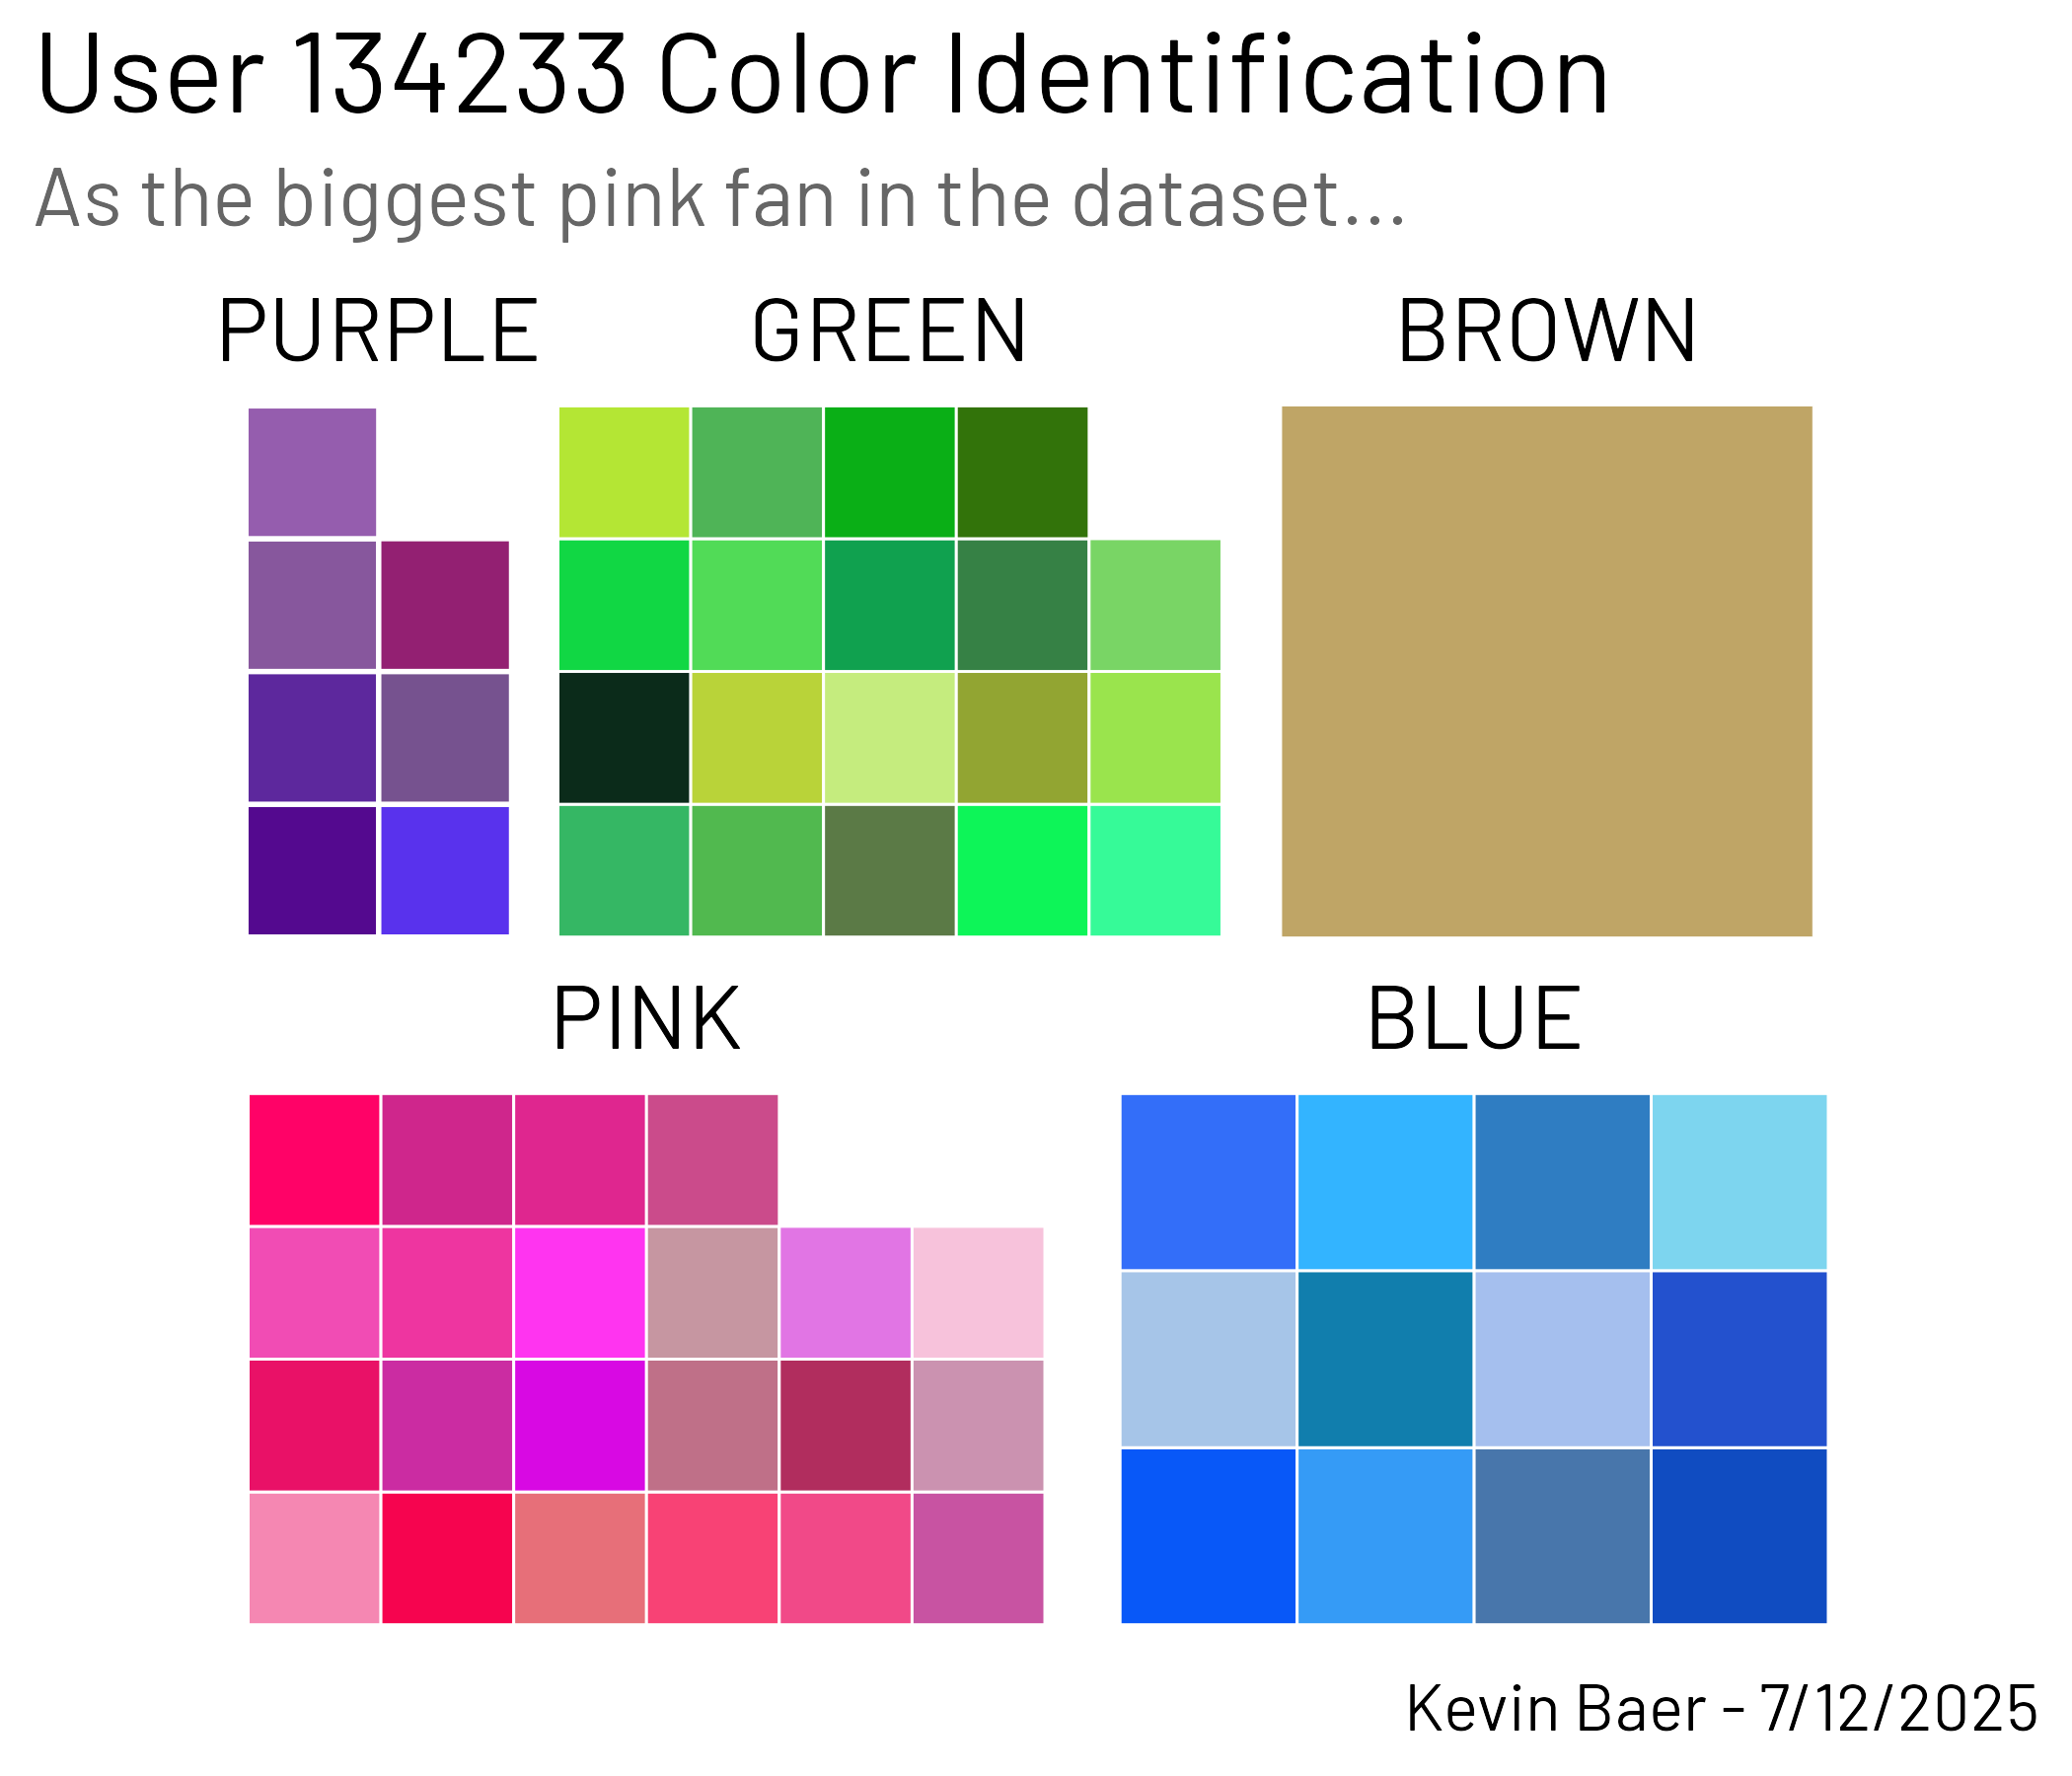 User 134233 Color Identification
As the biggest pink fan in the dataset...
PURPLE GREEN BROWN
PINK BLUE
Kevin Baer - 7/12/2025